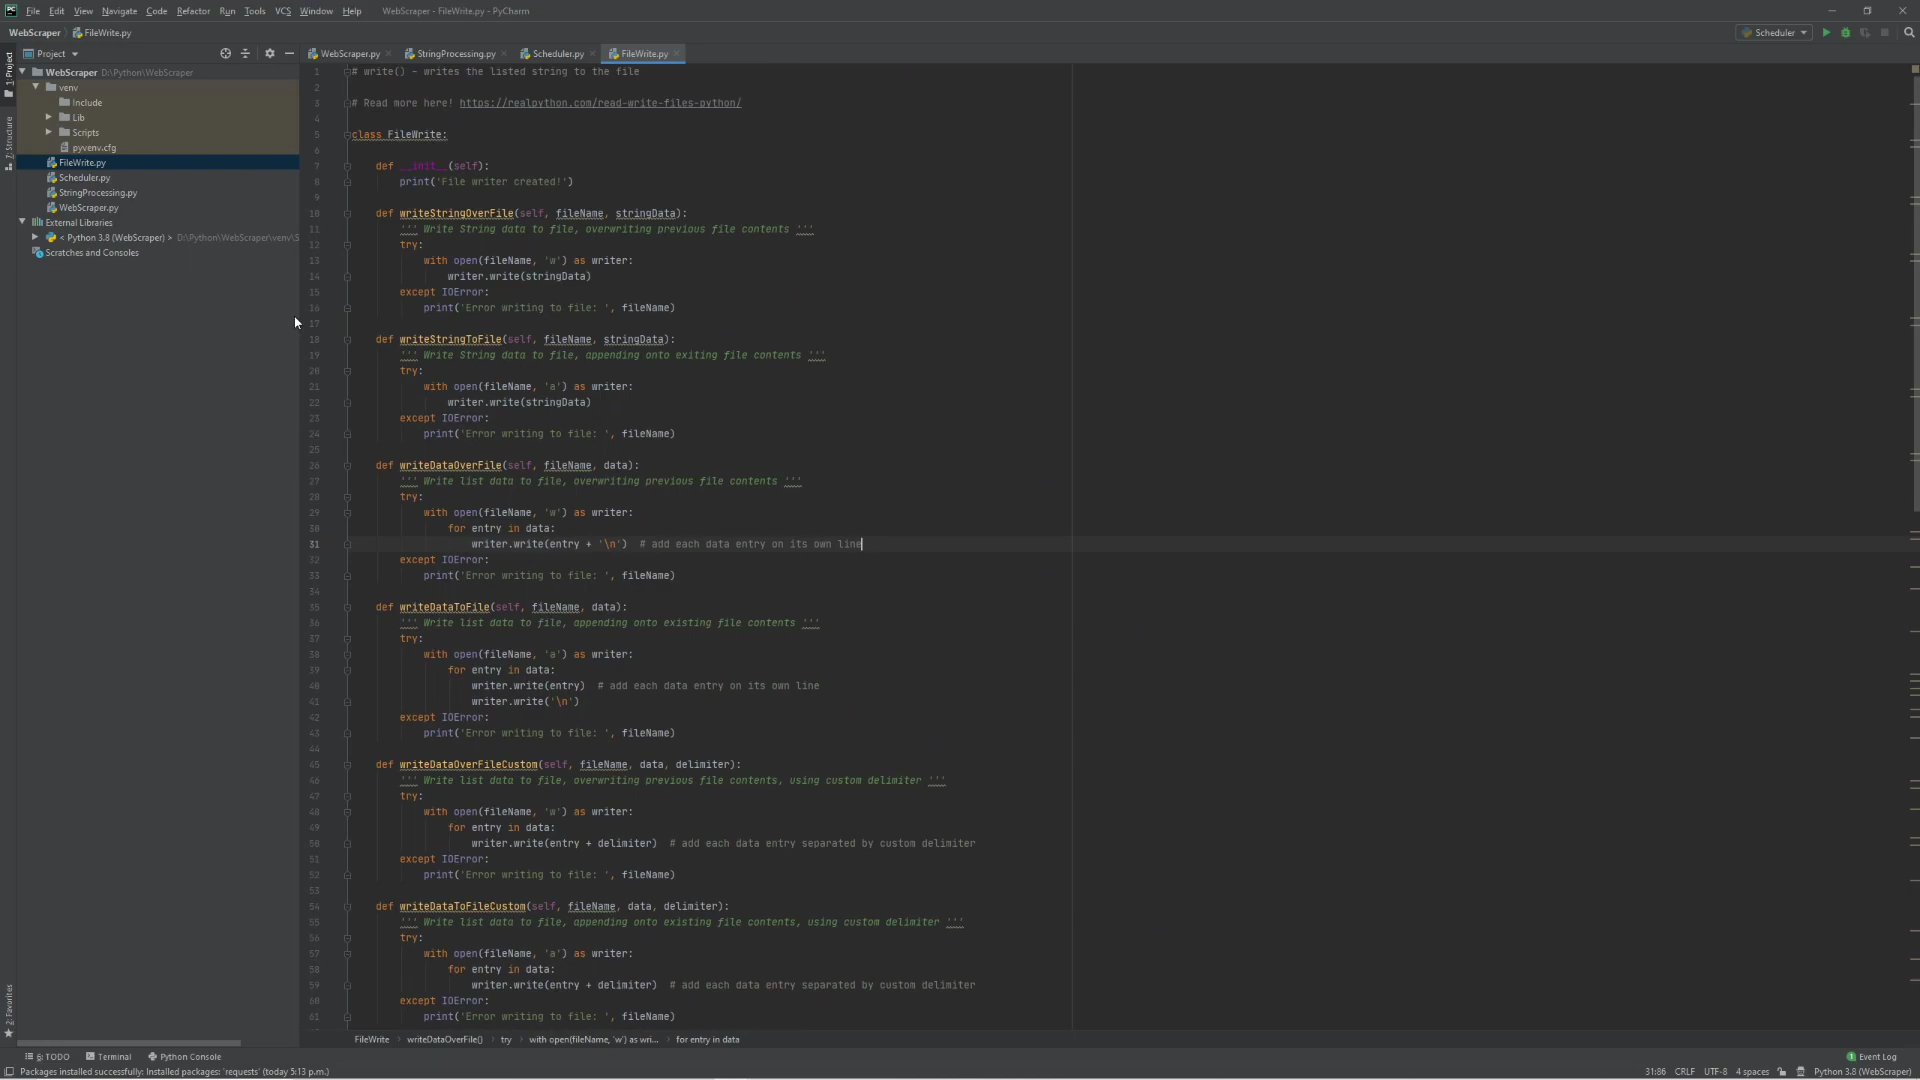 File Edit View Navigate Code Refactor Run Tools VCS Window Help WebScraper - FileWrite.py - PyCharm
WebScraper FileWrite.py Scheduler
Project WebScraper.py StringProcessing.py Scheduler.py FileWrite.py
1: Project
7: Structure
2: Favorites
WebScraper D:\Python\WebScraper
venv
Include
Lib
Scripts
pyvenv.cfg
FileWrite.py
Scheduler.py
StringProcessing.py
WebScraper.py
External Libraries
< Python 3.8 (WebScraper) > D:\Python\WebScraper\venv\S
Scratches and Consoles
1 # write() - writes the listed string to the file
2
3 # Read more here! https://realpython.com/read-write-files-python/
4
5 class FileWrite:
6
7 def __init__(self):
8 print('File writer created!')
9
10 def writeStringOverFile(self, fileName, stringData):
11 ''' Write String data to file, overwriting previous file contents '''
12 try:
13 with open(fileName, 'w') as writer:
14 writer.write(stringData)
15 except IOError:
16 print('Error writing to file: ', fileName)
17
18 def writeStringToFile(self, fileName, stringData):
19 ''' Write String data to file, appending onto exiting file contents '''
20 try:
21 with open(fileName, 'a') as writer:
22 writer.write(stringData)
23 except IOError:
24 print('Error writing to file: ', fileName)
25
26 def writeDataOverFile(self, fileName, data):
27 ''' Write list data to file, overwriting previous file contents '''
28 try:
29 with open(fileName, 'w') as writer:
30 for entry in data:
31 writer.write(entry + '\n') # add each data entry on its own line
32 except IOError:
33 print('Error writing to file: ', fileName)
34
35 def writeDataToFile(self, fileName, data):
36 ''' Write list data to file, appending onto existing file contents '''
37 try:
38 with open(fileName, 'a') as writer:
39 for entry in data:
40 writer.write(entry) # add each data entry on its own line
41 writer.write('\n')
42 except IOError:
43 print('Error writing to file: ', fileName)
44
45 def writeDataOverFileCustom(self, fileName, data, delimiter):
46 ''' Write list data to file, overwriting previous file contents, using custom delimiter '''
47 try:
48 with open(fileName, 'w') as writer:
49 for entry in data:
50 writer.write(entry + delimiter) # add each data entry separated by custom delimiter
51 except IOError:
52 print('Error writing to file: ', fileName)
53
54 def writeDataToFileCustom(self, fileName, data, delimiter):
55 ''' Write list data to file, appending onto existing file contents, using custom delimiter '''
56 try:
57 with open(fileName, 'a') as writer:
58 for entry in data:
59 writer.write(entry + delimiter) # add each data entry separated by custom delimiter
60 except IOError:
61 print('Error writing to file: ', fileName)
FileWrite writeDataOverFile() try with open(fileName, 'w') as wri... for entry in data
6: TODO Terminal Python Console 1 Event Log
Packages installed successfully: Installed packages: 'requests' (today 5:13 p.m.) 31:86 CRLF UTF-8 4 spaces Python 3.8 (WebScraper)